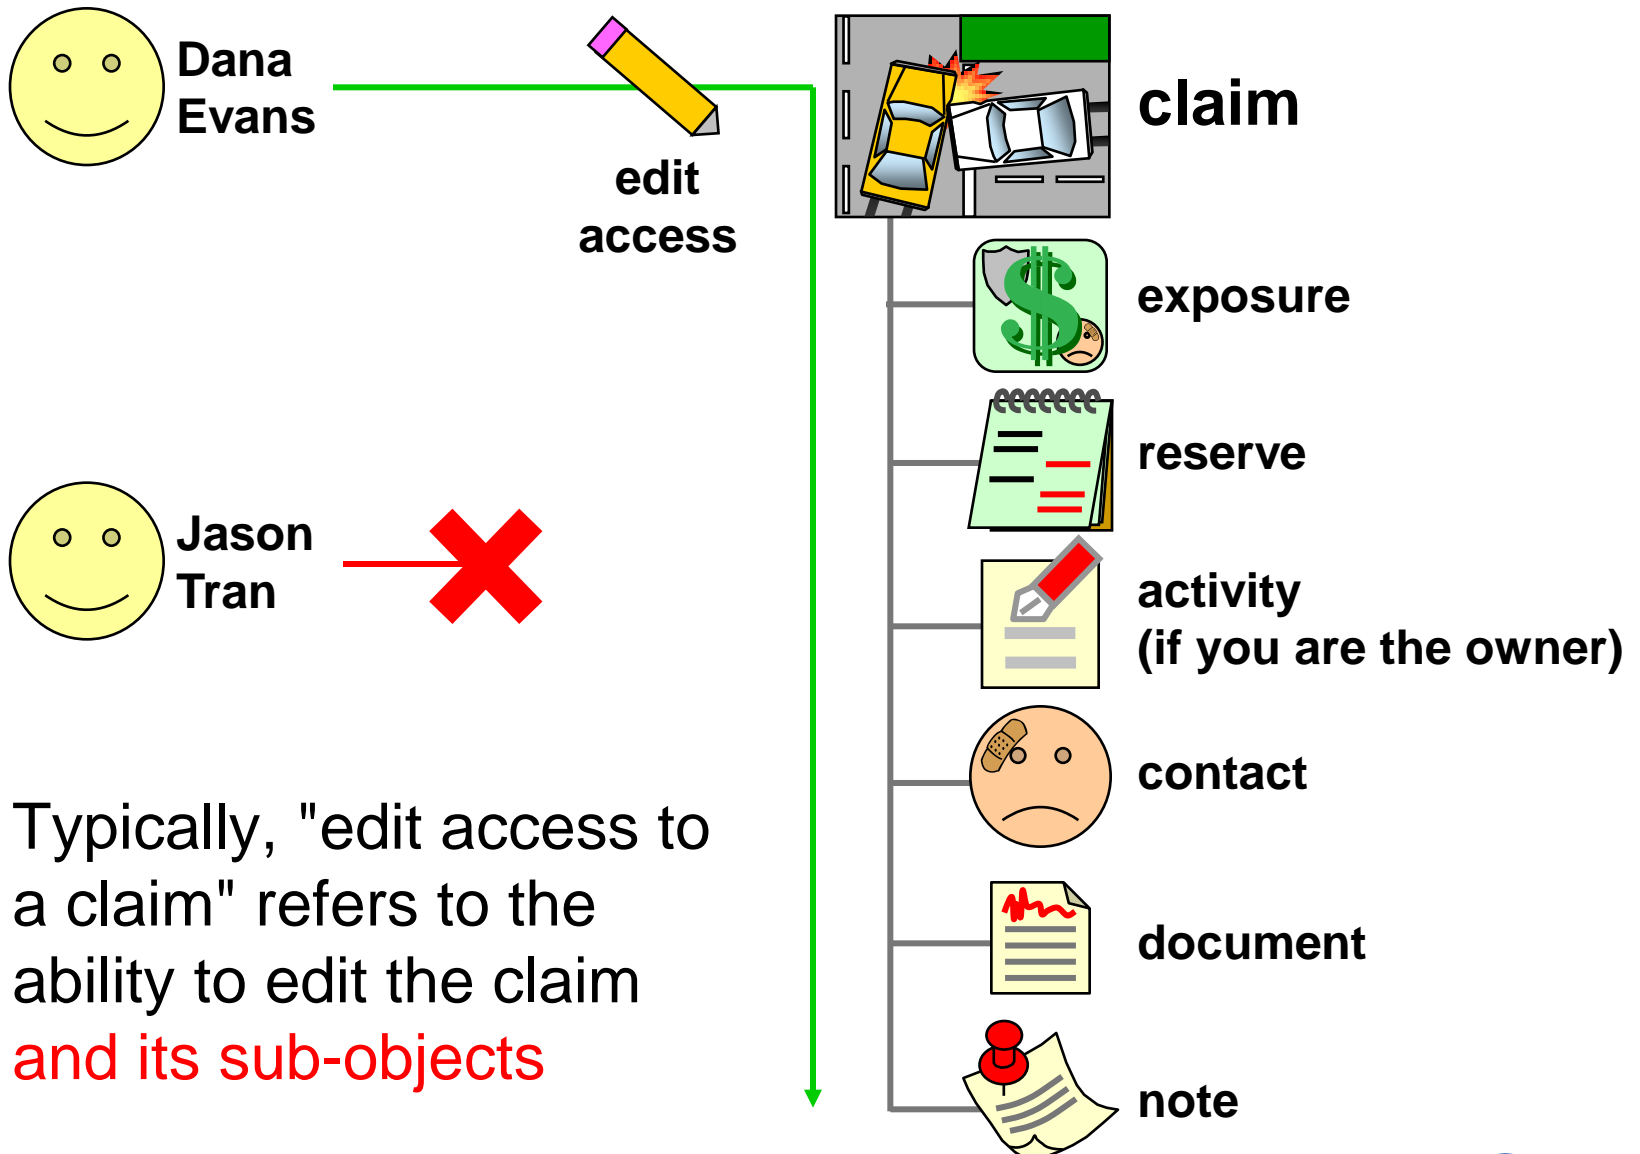 Dana
Evans
edit
access
claim
exposure
reserve
Jason
Tran
activity
(if you are the owner)
contact
Typically, "edit access to
a claim" refers to the
ability to edit the claim
and its sub-objects
document
note